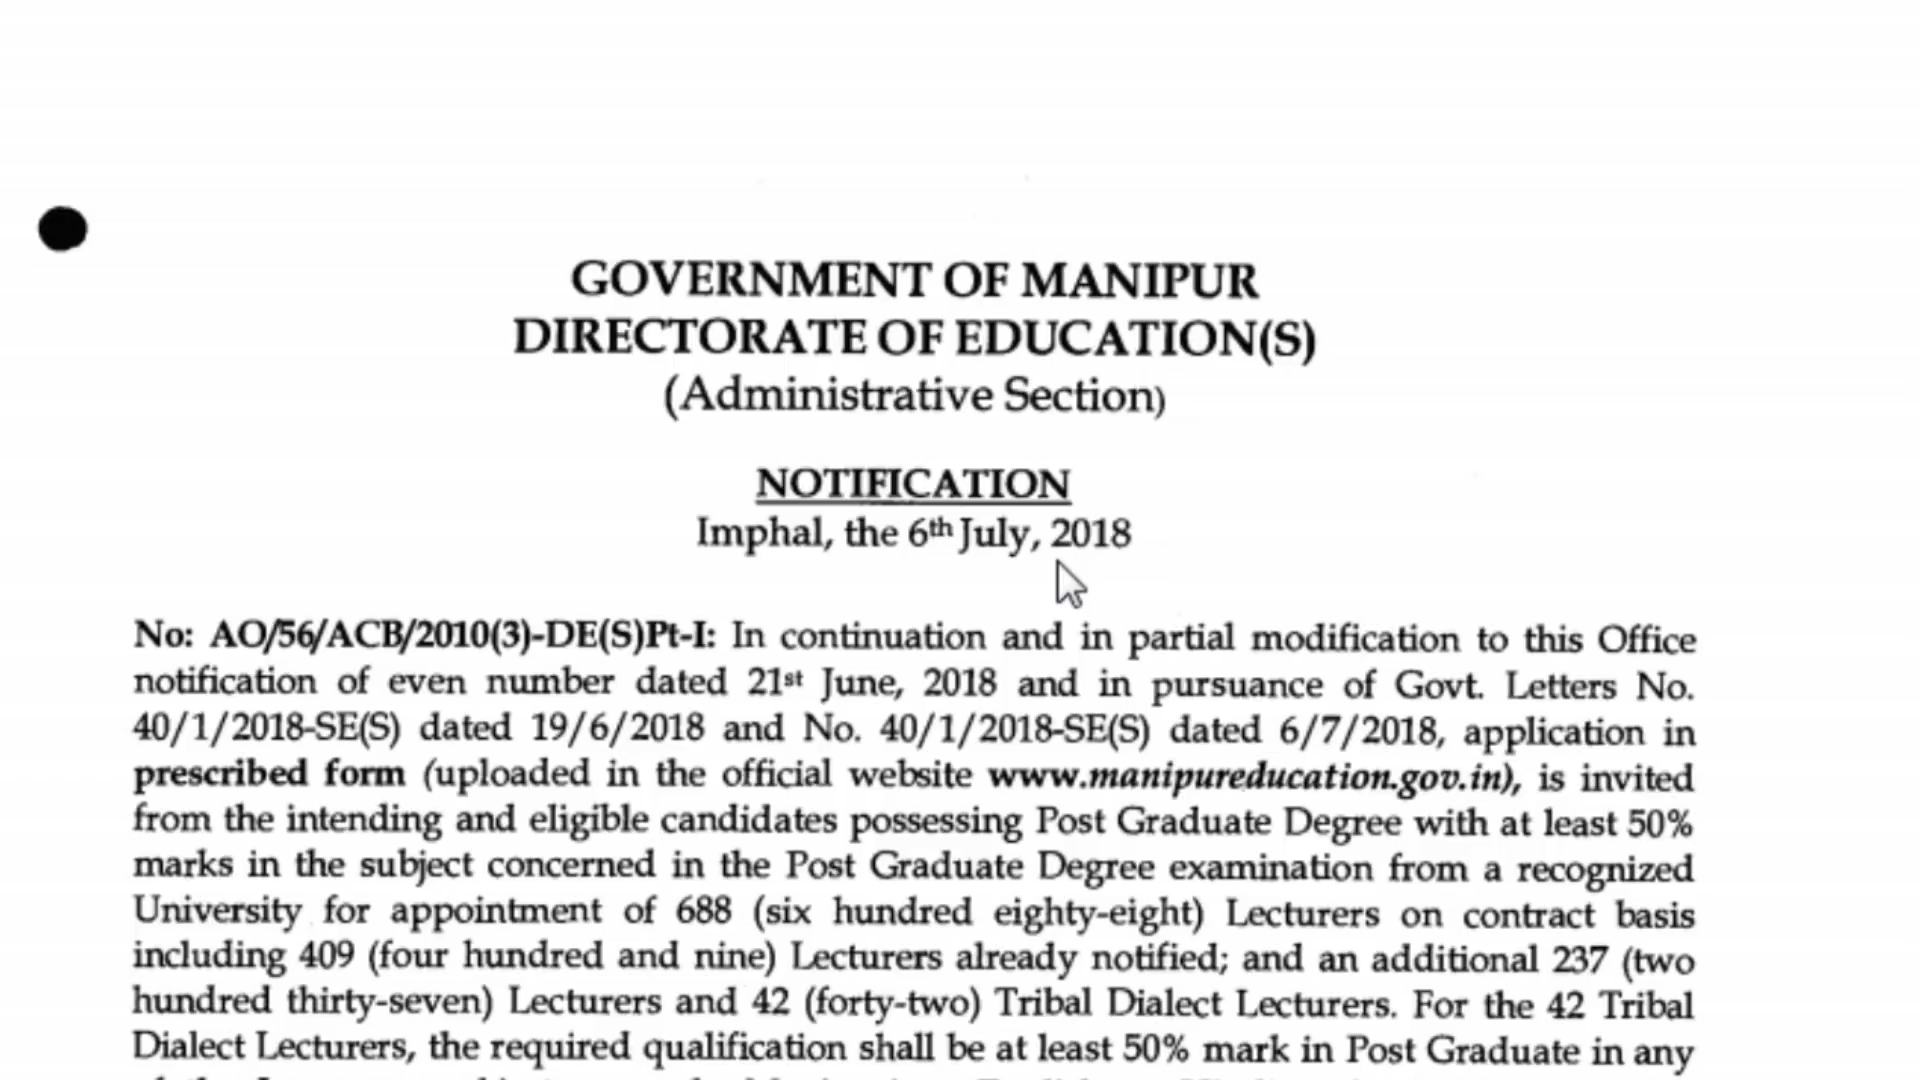 GOVERNMENT OF MANIPUR
DIRECTORATE OF EDUCATION(S)
(Administrative Section)
NOTIFICATION
Imphal, the 6th July, 2018
No: AO/56/ACB/2010(3)-DE(S)Pt-I: In continuation and in partial modification to this Office
notification of even number dated 21st June, 2018 and in pursuance of Govt. Letters No.
40/1/2018-SE(S) dated 19/6/2018 and No. 40/1/2018-SE(S) dated 6/7/2018, application in
prescribed form (uploaded in the official website www.manipureducation.gov.in), is invited
from the intending and eligible candidates possessing Post Graduate Degree with at least 50%
marks in the subject concerned in the Post Graduate Degree examination from a recognized
University for appointment of 688 (six hundred eighty-eight) Lecturers on contract basis
including 409 (four hundred and nine) Lecturers already notified; and an additional 237 (two
hundred thirty-seven) Lecturers and 42 (forty-two) Tribal Dialect Lecturers. For the 42 Tribal
Dialect Lecturers, the required qualification shall be at least 50% mark in Post Graduate in any